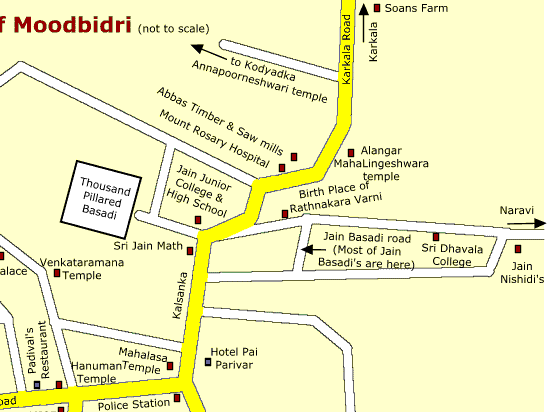 f Moodbidri (not to scale)
Soans Farm
Karkala Road
Karkala
to Kodyadka
Annapoorneshwari temple
Abbas Timber & Saw mills
Mount Rosary Hospital
Alangar
MahaLingeshwara
temple
Jain Junior
College &
High School
Thousand
Pillared
Basadi
Birth Place of
Rathnakara Varni
Naravi
Sri Jain Math
Jain Basadi road
(Most of Jain
Basadi's are here)
Sri Dhavala
College
Jain
Nishidi's
alace
Venkataramana
Temple
Kalsanka
Padival's
Restaurant
Mahalasa
Temple
Hanuman
Temple
Hotel Pai
Parivar
oad
Police Station